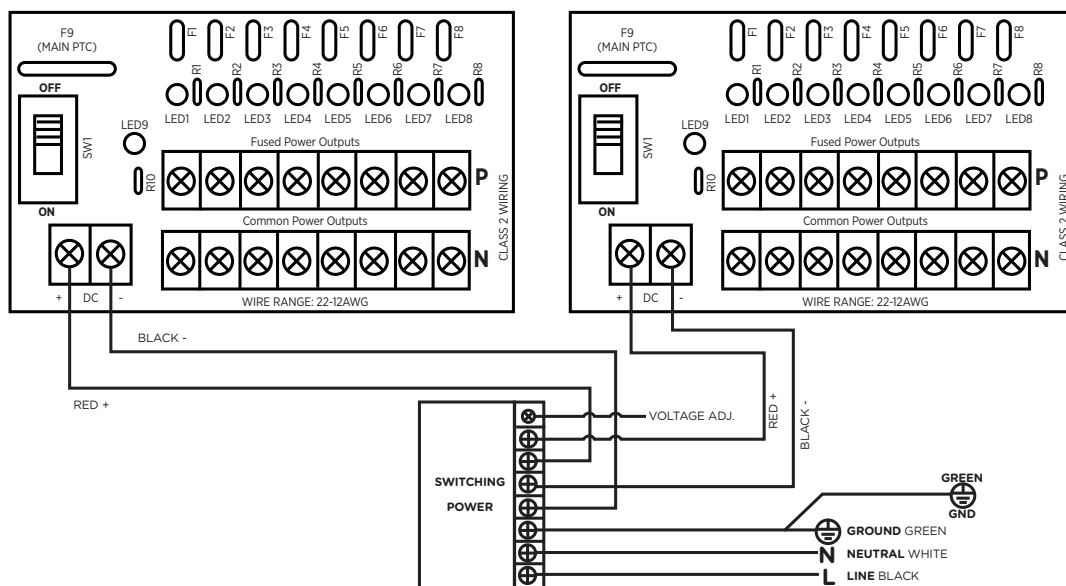 F9
(MAIN PTC)
F1 F2 F3 F4 F5 F6 F7 F8
R1 R2 R3 R4 R5 R6 R7 R8
OFF
SW1
ON
LED9
R10
LED1 LED2 LED3 LED4 LED5 LED6 LED7 LED8
Fused Power Outputs
P
Common Power Outputs
N
CLASS 2 WIRING
+ DC -
WIRE RANGE: 22-12AWG
F9
(MAIN PTC)
F1 F2 F3 F4 F5 F6 F7 F8
R1 R2 R3 R4 R5 R6 R7 R8
OFF
SW1
ON
LED9
R10
LED1 LED2 LED3 LED4 LED5 LED6 LED7 LED8
Fused Power Outputs
P
Common Power Outputs
N
CLASS 2 WIRING
+ DC -
WIRE RANGE: 22-12AWG
BLACK -
RED +
VOLTAGE ADJ.
RED +
BLACK -
SWITCHING
POWER
GREEN
GND
GROUND GREEN
N NEUTRAL WHITE
L LINE BLACK